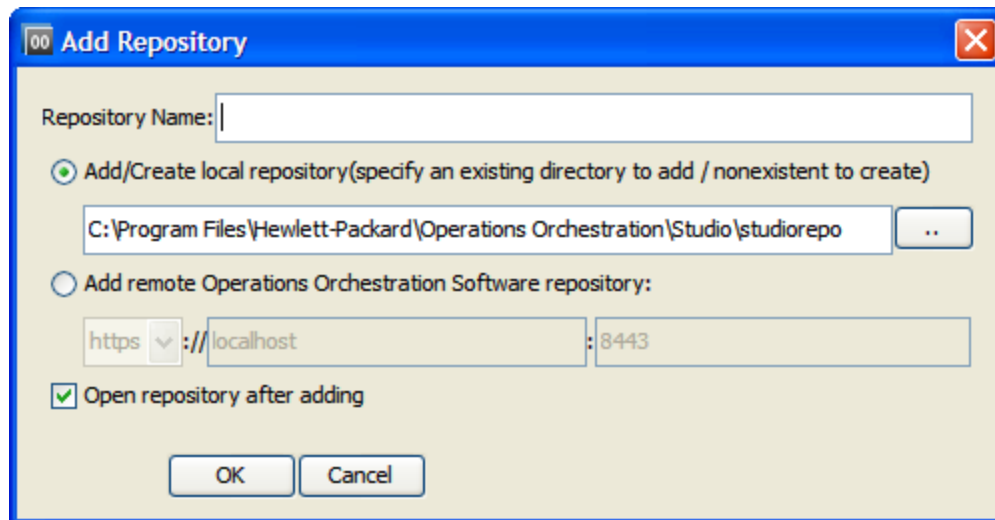 OO Add Repository
Repository Name:
Add/Create local repository(specify an existing directory to add / nonexistent to create)
C:\Program Files\Hewlett-Packard\Operations Orchestration\Studio\studiorepo ..
Add remote Operations Orchestration Software repository:
https :// localhost : 8443
Open repository after adding
OK Cancel